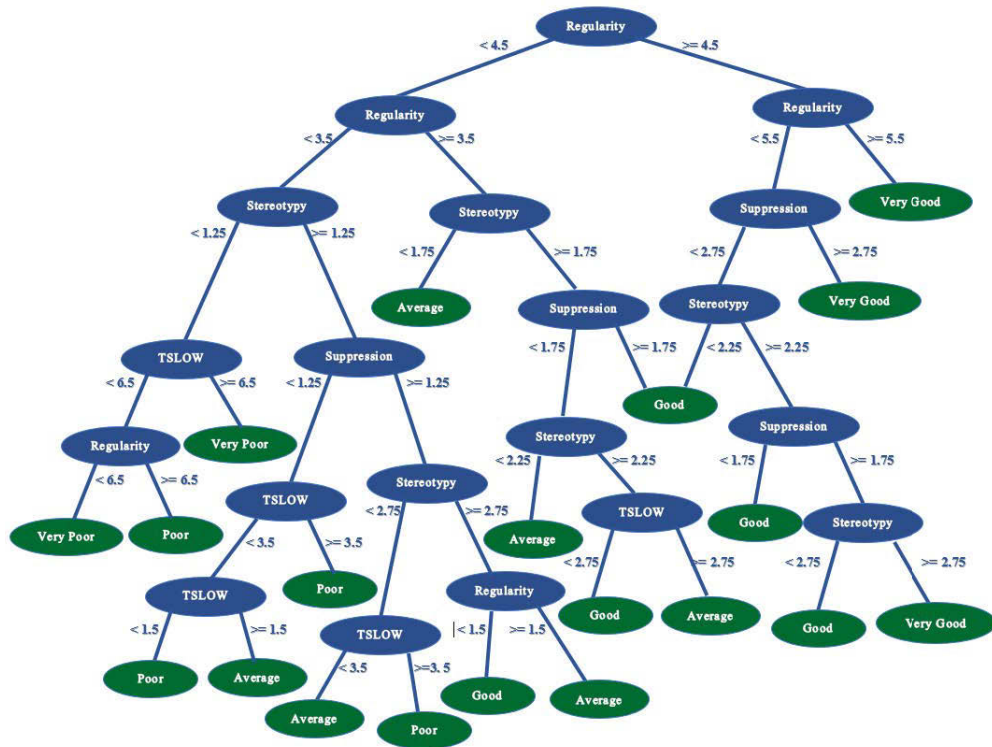 Regularity
< 4.5
>= 4.5
Regularity
Regularity
< 3.5
>= 3.5
< 5.5
>= 5.5
Stereotypy
Stereotypy
Suppression
Very Good
< 1.25
>= 1.25
< 1.75
>= 1.75
< 2.75
>= 2.75
Average
Suppression
Stereotypy
Very Good
TSLOW
Suppression
< 1.75
>= 1.75
< 2.25
>= 2.25
< 6.5
>= 6.5
< 1.25
>= 1.25
Good
Regularity
Very Poor
Stereotypy
Suppression
< 6.5
>= 6.5
Stereotypy
< 2.25
>= 2.25
< 1.75
>= 1.75
Very Poor
Poor
TSLOW
< 2.75
>= 2.75
Average
TSLOW
Good
Stereotypy
< 3.5
>= 3.5
< 2.75
>= 2.75
< 2.75
>= 2.75
TSLOW
Poor
Regularity
Good
Average
Good
Very Good
< 1.5
>= 1.5
TSLOW
< 1.5
>= 1.5
Poor
Average
< 3.5
>=3. 5
Good
Average
Average
Poor